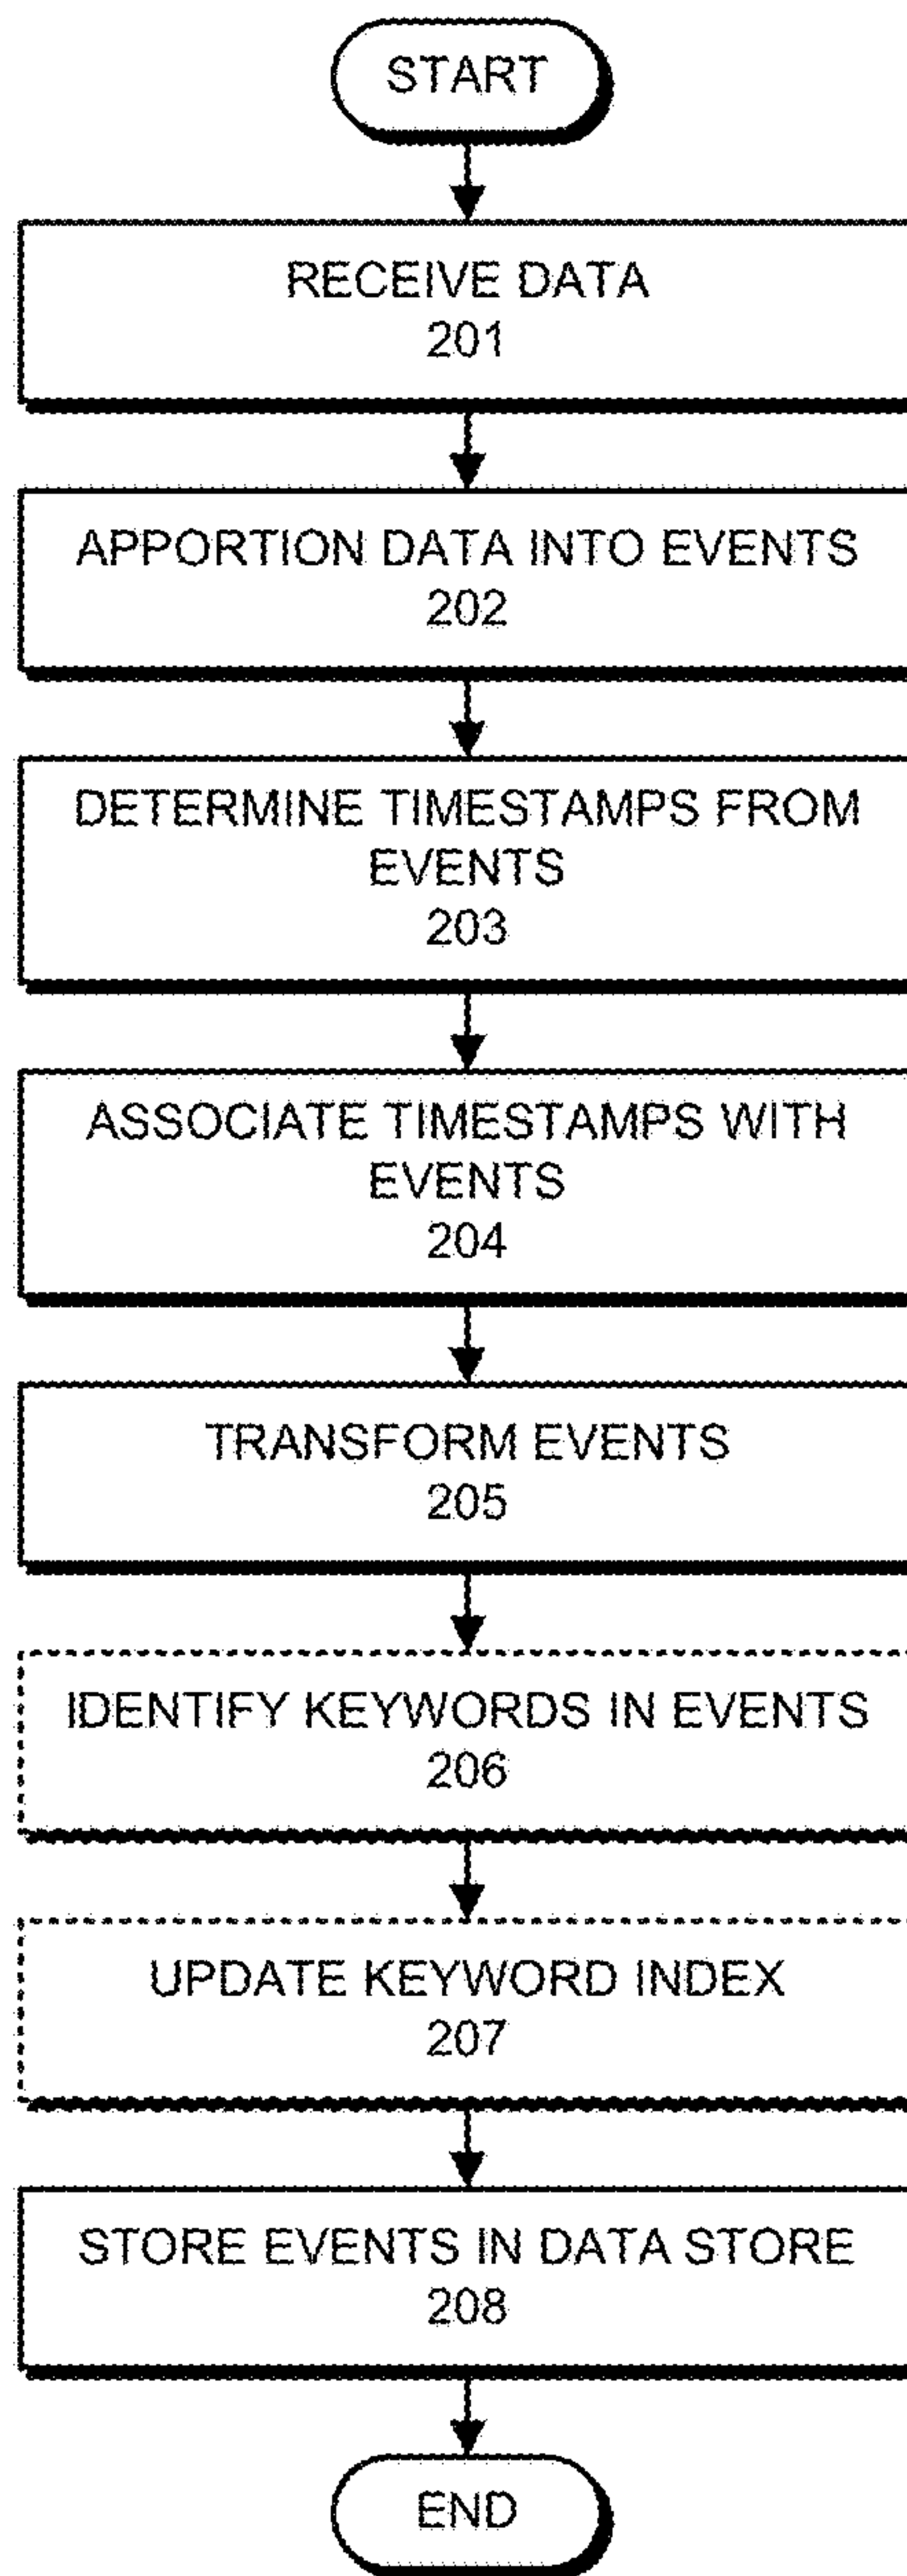 START
RECEIVE DATA
201
APPORTION DATA INTO EVENTS
202
DETERMINE TIMESTAMPS FROM
EVENTS
203
ASSOCIATE TIMESTAMPS WITH
EVENTS
204
TRANSFORM EVENTS
205
IDENTIFY KEYWORDS IN EVENTS
206
UPDATE KEYWORD INDEX
207
STORE EVENTS IN DATA STORE
208
END